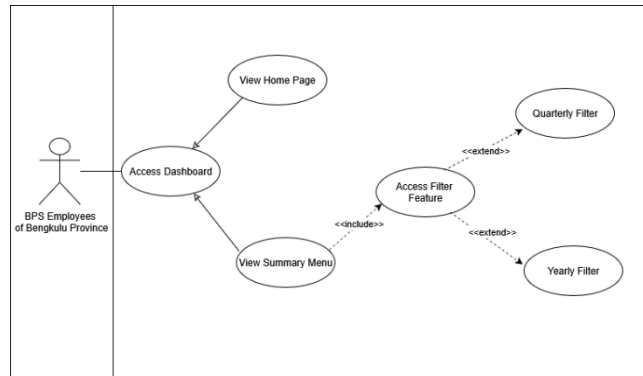 View Home Page
Quarterly Filter
<<extend>>
Access Dashboard
Access Filter
Feature
BPS Employees
of Bengkulu Province
<<include>>
<<extend>>
View Summary Menu
Yearly Filter